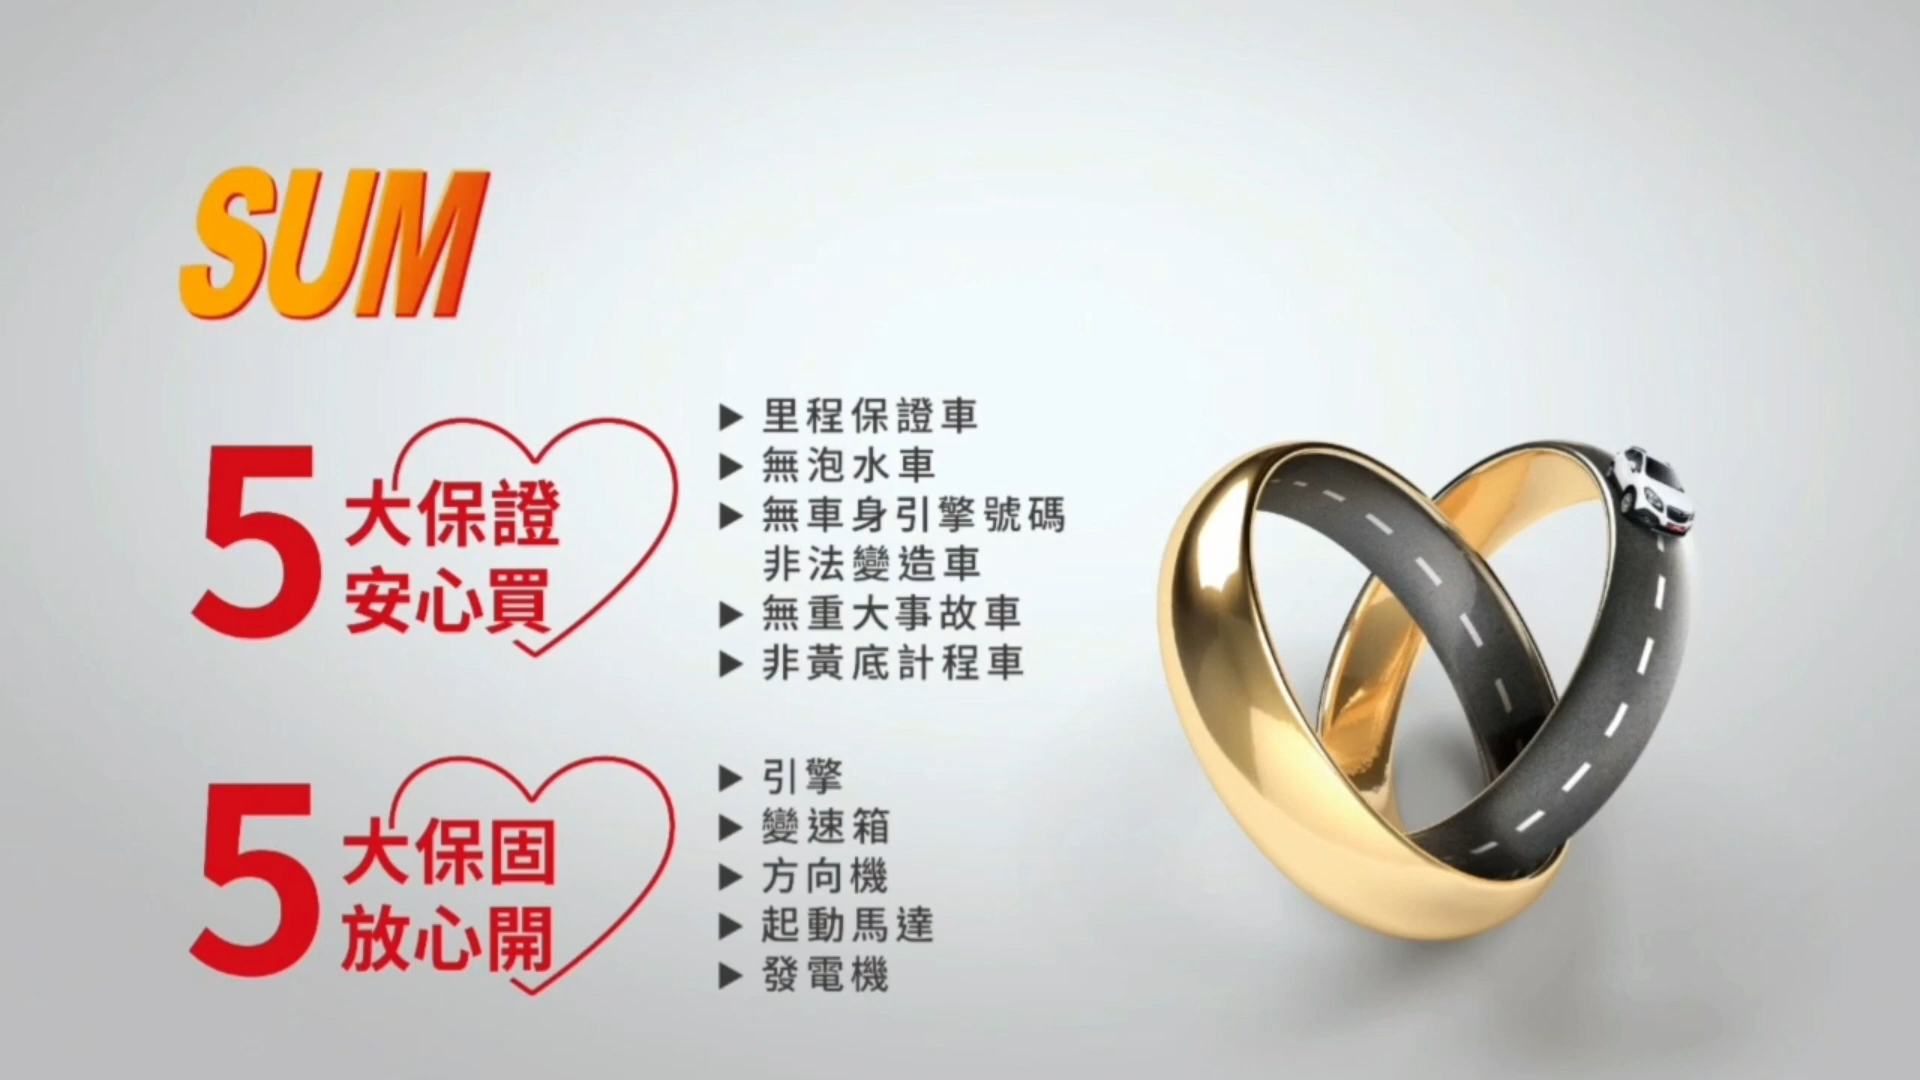 SUM
5大保證
安心買
▶ 里程保證車
▶ 無泡水車
▶ 無車身引擎號碼
非法變造車
▶ 無重大事故車
▶ 非黃底計程車
5大保固
放心開
▶ 引擎
▶ 變速箱
▶ 方向機
▶ 起動馬達
▶ 發電機